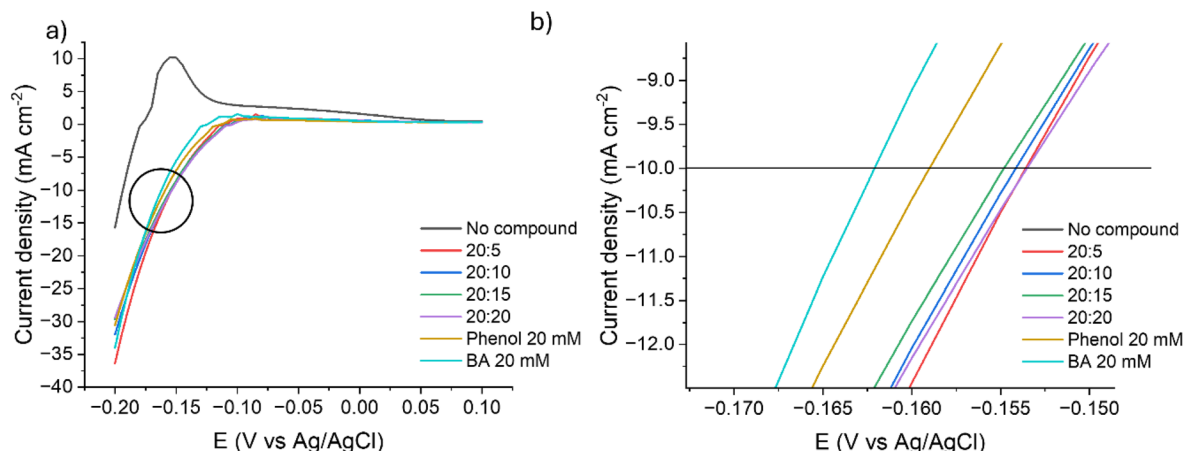 a)
Current density (mA cm⁻²)
10
5
0
−5
−10
−15
−20
−25
−30
−35
−40
−0.20 −0.15 −0.10 −0.05 0.00 0.05 0.10
E (V vs Ag/AgCl)
No compound
20:5
20:10
20:15
20:20
Phenol 20 mM
BA 20 mM
b)
Current density (mA cm⁻²)
−9.0
−9.5
−10.0
−10.5
−11.0
−11.5
−12.0
−0.170 −0.165 −0.160 −0.155 −0.150
E (V vs Ag/AgCl)
No compound
20:5
20:10
20:15
20:20
Phenol 20 mM
BA 20 mM